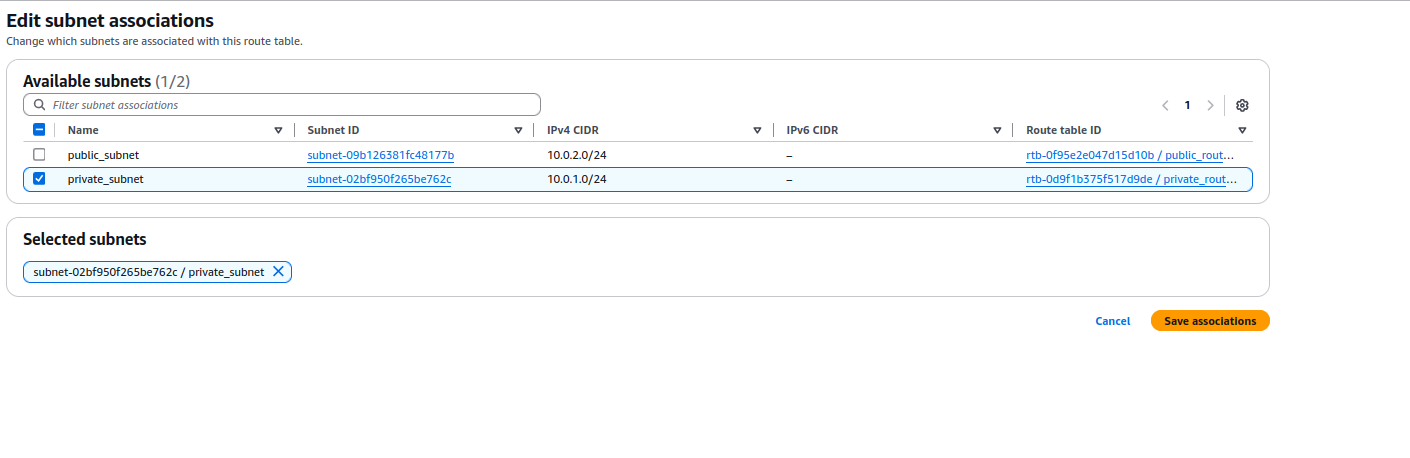 Edit subnet associations
Change which subnets are associated with this route table.
Available subnets (1/2)
Filter subnet associations
1
Name Subnet ID IPv4 CIDR IPv6 CIDR Route table ID
public_subnet subnet-09b126381fc48177b 10.0.2.0/24 – rtb-0f95e2e047d15d10b / public_rout...
private_subnet subnet-02bf950f265be762c 10.0.1.0/24 – rtb-0d9f1b375f517d9de / private_rout...
Selected subnets
subnet-02bf950f265be762c / private_subnet
Cancel Save associations